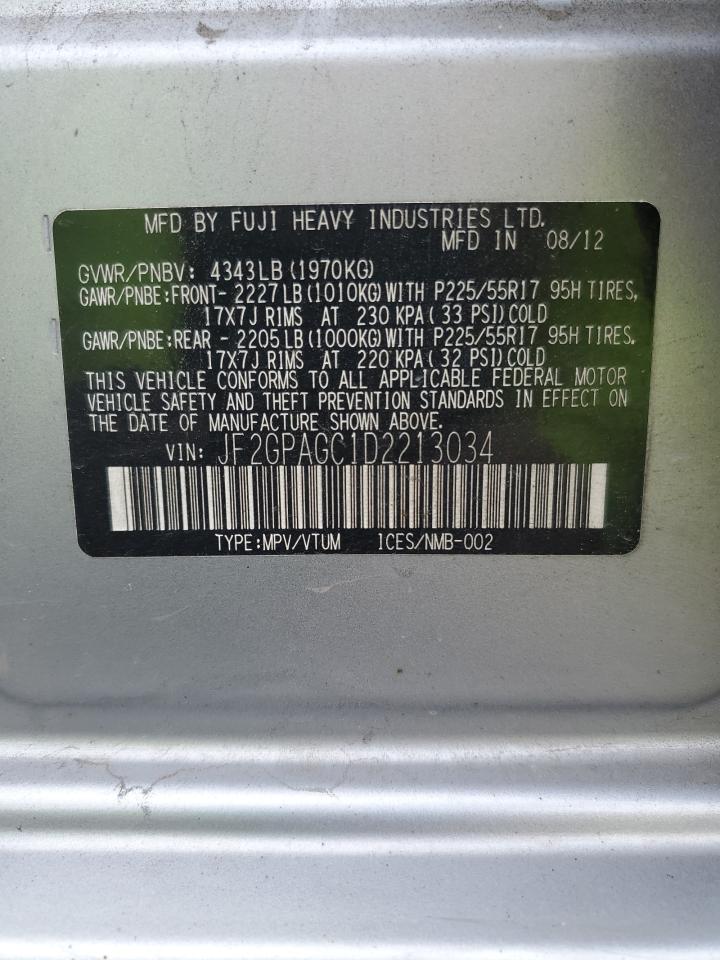 MFD BY FUJI HEAVY INDUSTRIES LTD.
MFD IN 08/12
GVWR/PNBV: 4343LB (1970KG)
GAWR/PNBE:FRONT- 2227LB (1010KG) WITH P225/55R17 95H TIRES,
17X7J RIMS AT 230 KPA ( 33 PSI) COLD
GAWR/PNBE:REAR - 2205LB (1000KG) WITH P225/55R17 95H TIRES.
17X7J RIMS AT 220 KPA ( 32 PSI) COLD
THIS VEHICLE CONFORMS TO ALL APPLICABLE FEDERAL MOTOR
VEHICLE SAFETY AND THEFT PREVENTION STANDARDS IN EFFECT ON
THE DATE OF MANUFACTURE SHOWN ABOVE.
VIN: JF2GPAGC1D2213034
TYPE:MPV/VTUM ICES/NMB-002